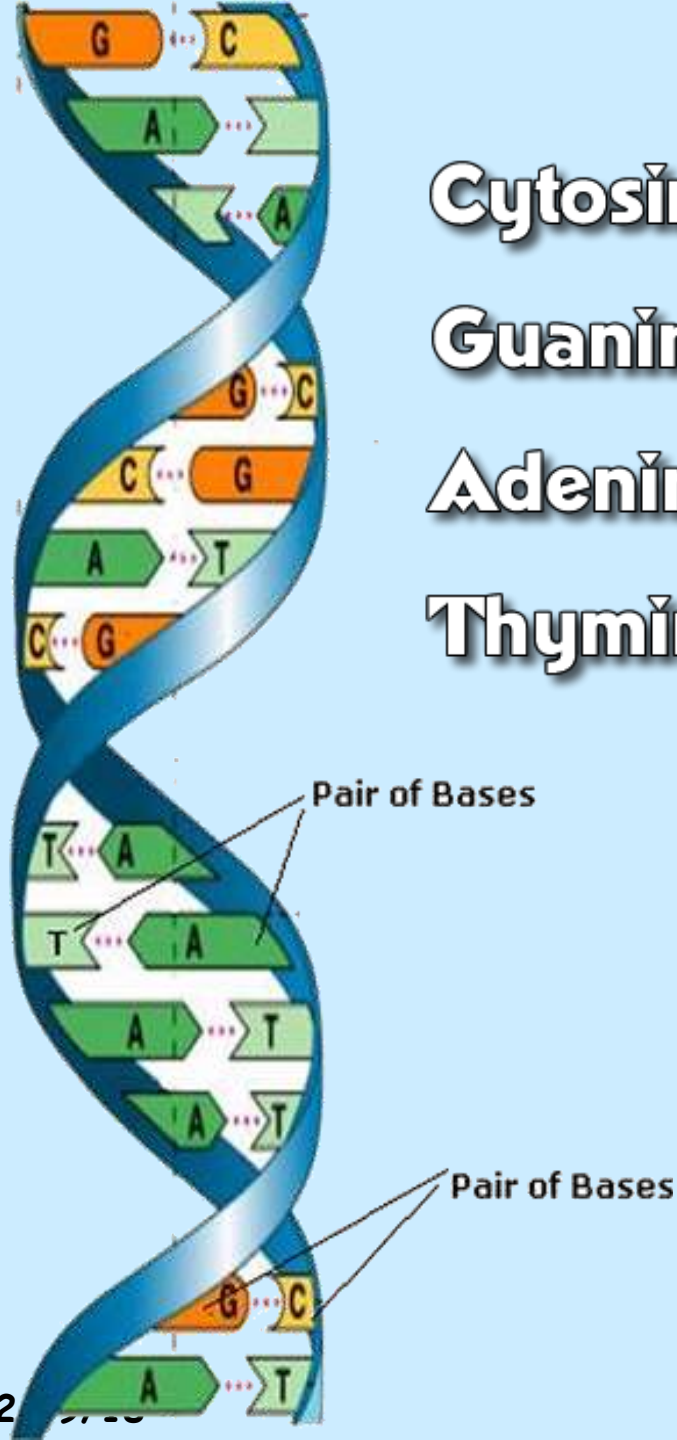 G C
A
A
Cytosin
G C
Guanin
C G
Adenin
A T
C G
Thymin
Pair of Bases
T A
T A
A T
A T
Pair of Bases
G C
A T